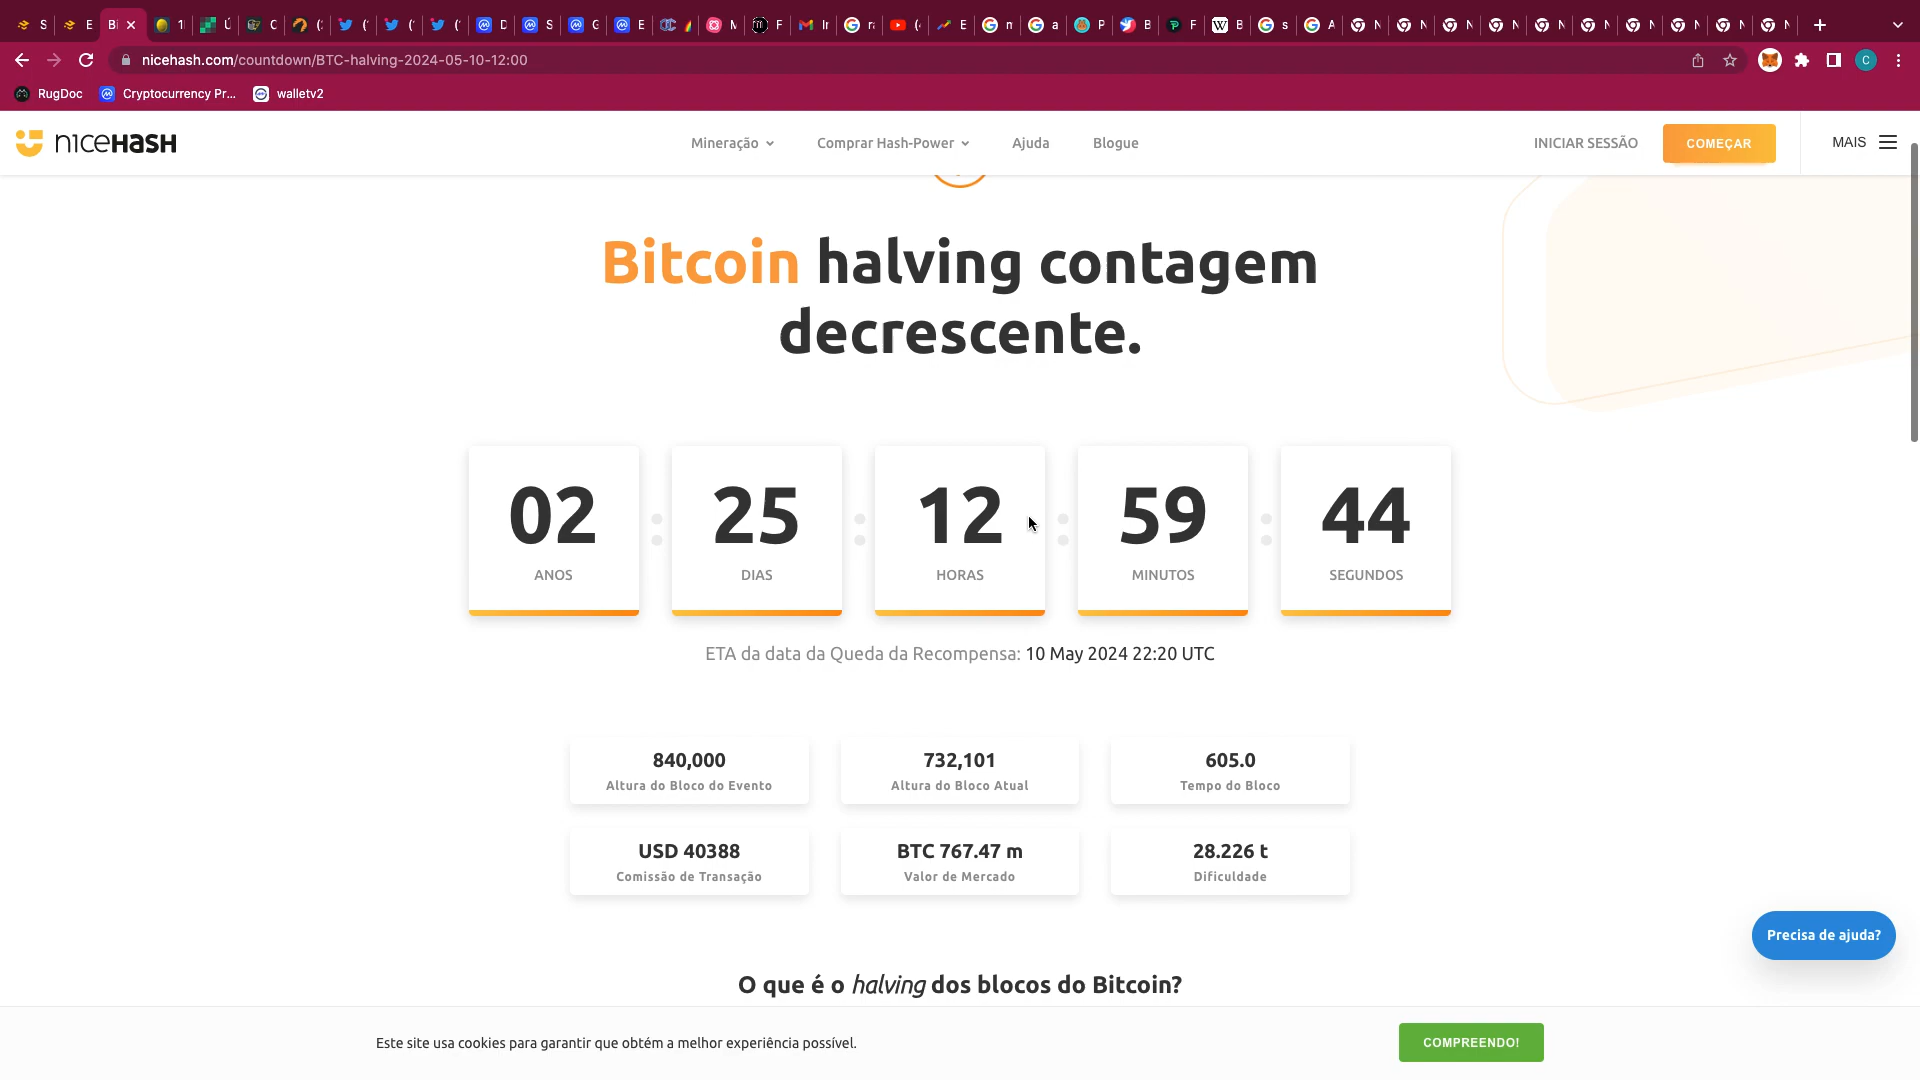 S
E
Bi
1
Ú
C
(
(
(
(
D
S
G
E
M
F
Ir
ra
(
E
m
a
P
B
F
B
s
A
N
N
N
N
N
N
N
N
N
N
nicehash.com/countdown/BTC-halving-2024-05-10-12:00
C
RugDoc
Cryptocurrency Pr...
walletv2
niceHASH
Mineração
Comprar Hash-Power
Ajuda
Blogue
INICIAR SESSÃO
COMEÇAR
MAIS
Bitcoin halving contagem
decrescente.
02 : 25 : 12 : 59 : 44
ANOS DIAS HORAS MINUTOS SEGUNDOS
ETA da data da Queda da Recompensa: 10 May 2024 22:20 UTC
840,000
Altura do Bloco do Evento
732,101
Altura do Bloco Atual
605.0
Tempo do Bloco
USD 40388
Comissão de Transação
BTC 767.47 m
Valor de Mercado
28.226 t
Dificuldade
Precisa de ajuda?
O que é o halving dos blocos do Bitcoin?
Este site usa cookies para garantir que obtém a melhor experiência possível.
COMPREENDO!